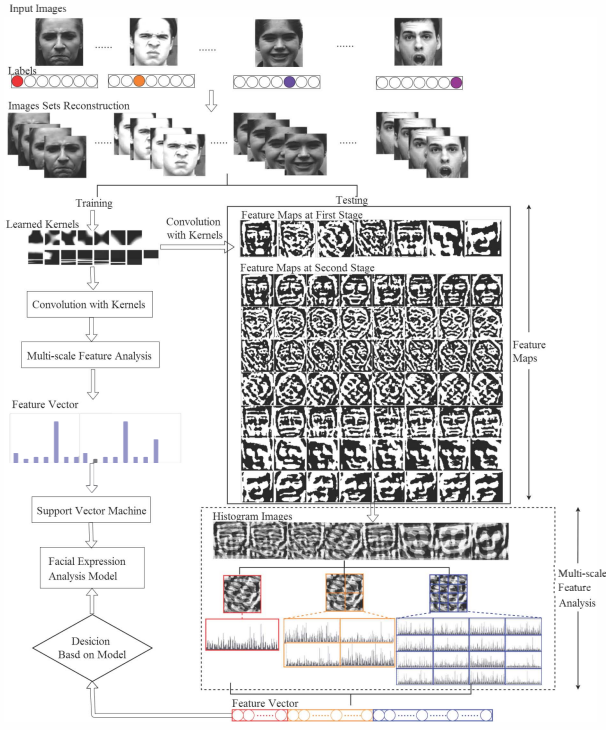 Input Images
Labels
Images Sets Reconstruction
Training
Testing
Learned Kernels
Convolution
with Kernels
Feature Maps at First Stage
Feature Maps at Second Stage
Convolution with Kernels
Multi-scale Feature Analysis
Feature
Maps
Feature Vector
Support Vector Machine
Histogram Images
Facial Expression
Analysis Model
Multi-scale
Feature
Analysis
Desicion
Basd on Model
Feature Vector